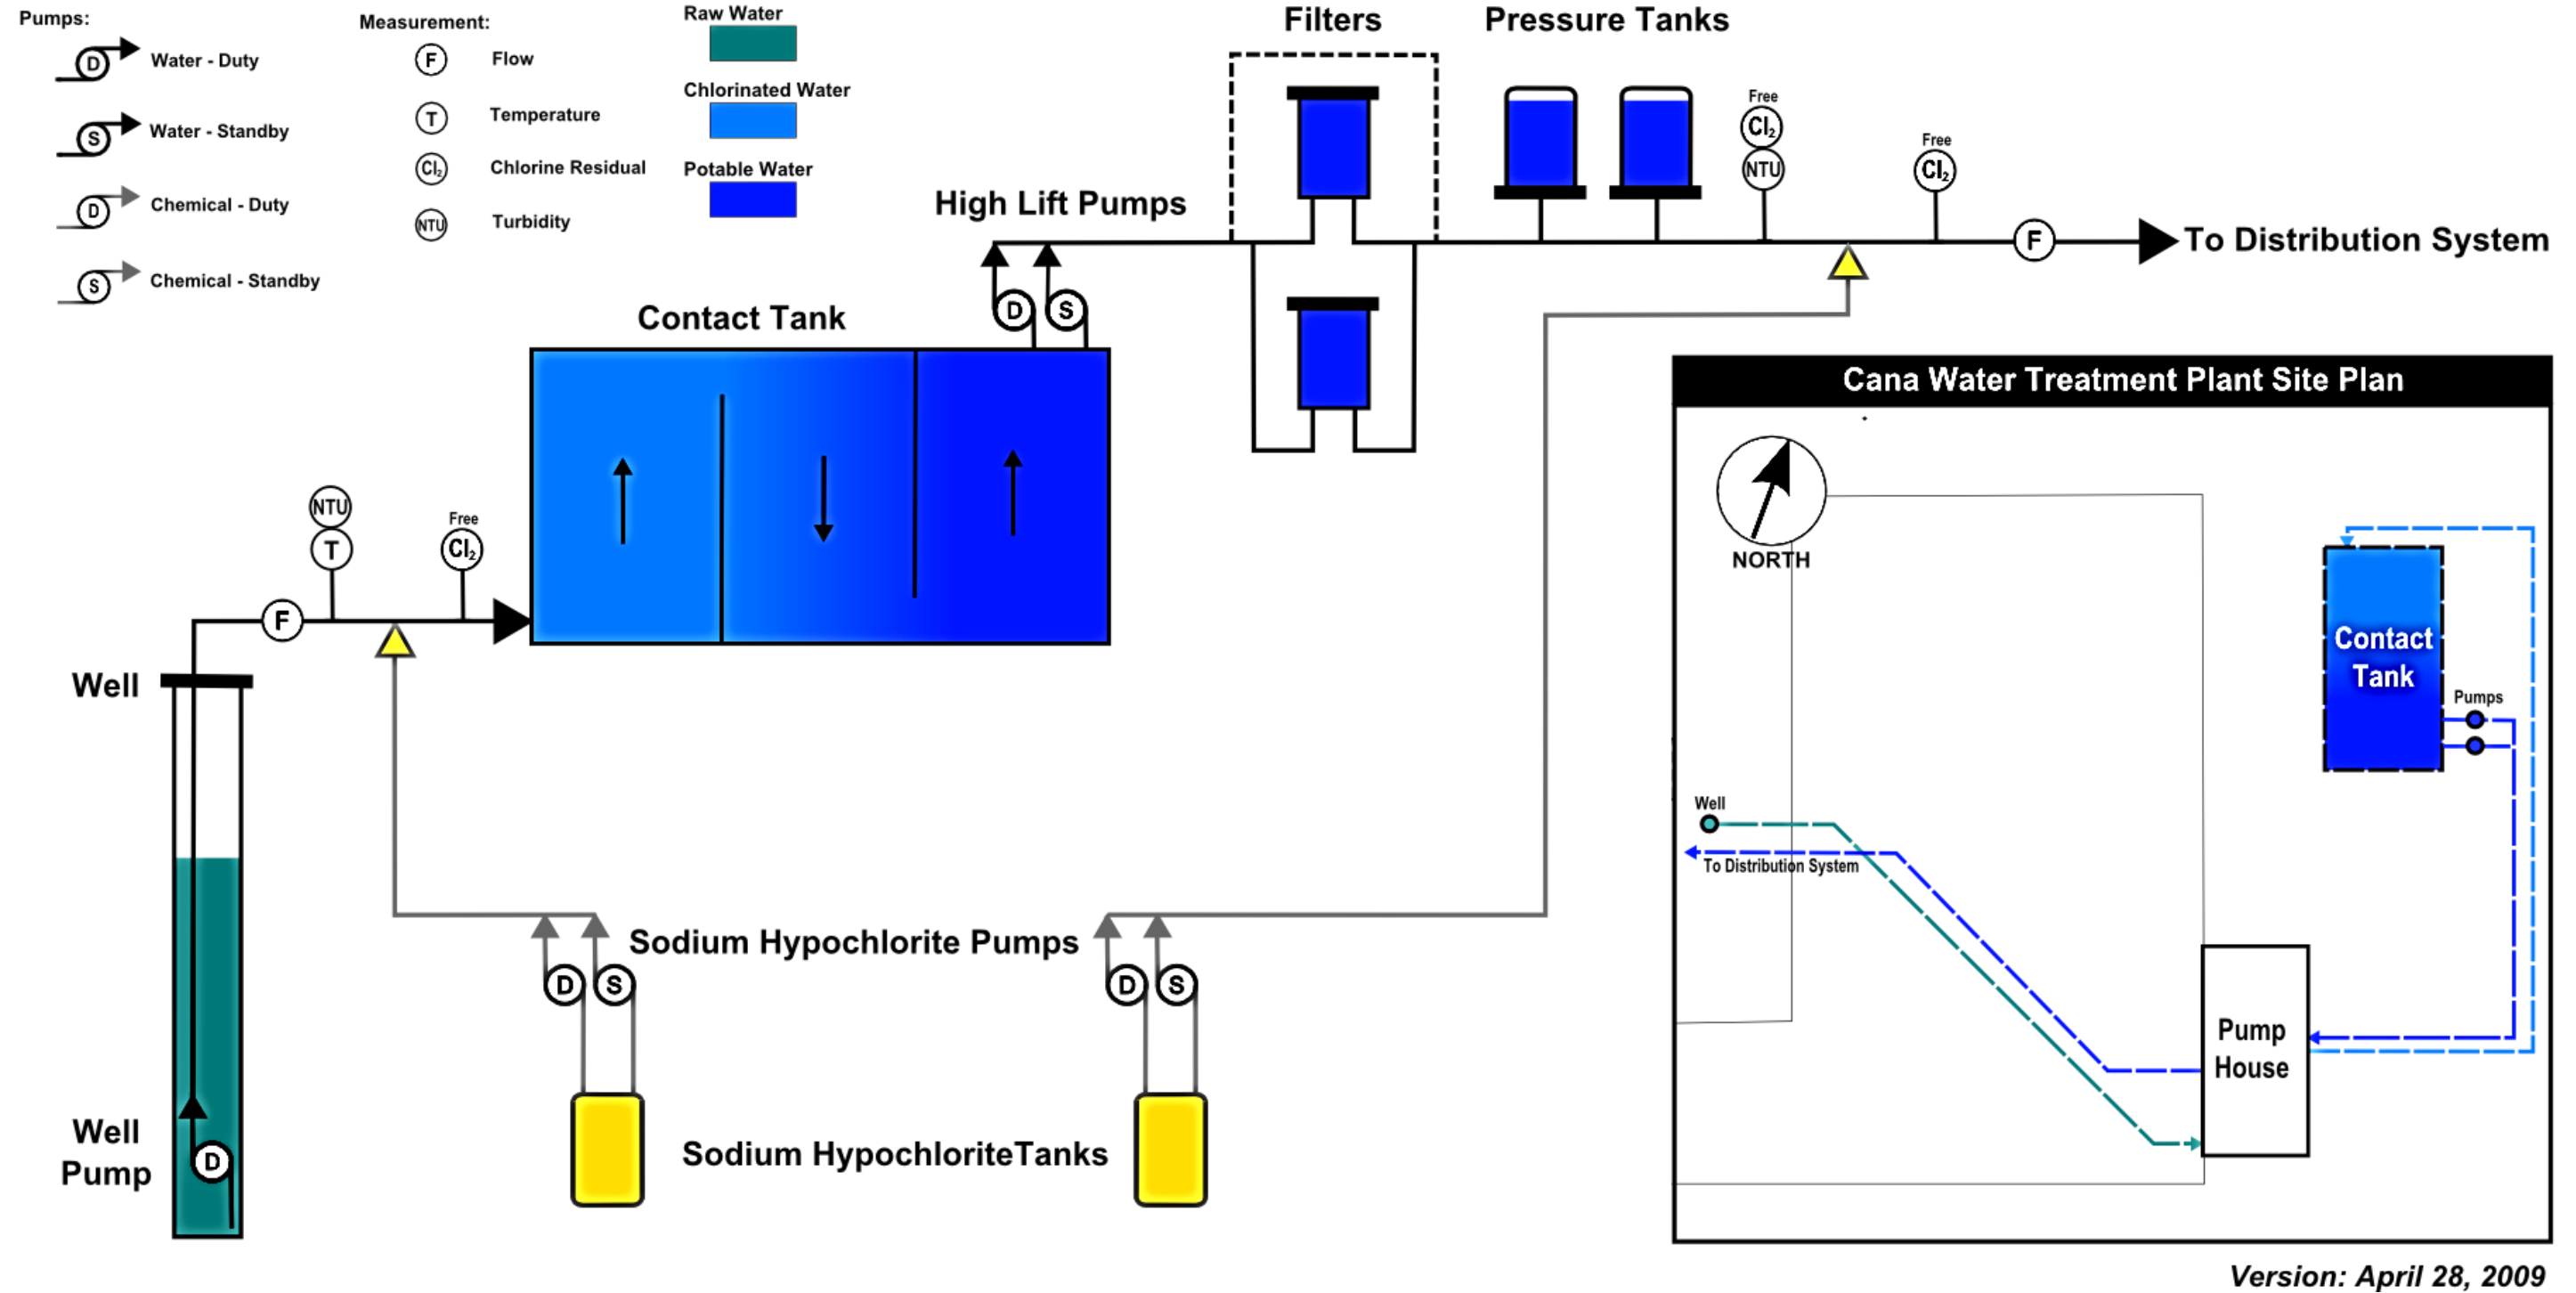 Pumps:
D
Water - Duty
S
Water - Standby
D
Chemical - Duty
S
Chemical - Standby
Measurement:
F
Flow
T
Temperature
Cl₂
Chlorine Residual
NTU
Turbidity
Raw Water
Chlorinated Water
Potable Water
Filters
Pressure Tanks
High Lift Pumps
D
S
Free
Cl₂
NTU
Free
Cl₂
F
To Distribution System
Contact Tank
NTU
T
Free
Cl₂
F
Well
Well
Pump
D
Sodium Hypochlorite Pumps
D
S
D
S
Sodium HypochloriteTanks
Cana Water Treatment Plant Site Plan
NORTH
Contact
Tank
Pumps
Well
To Distribution System
Pump
House
Version: April 28, 2009